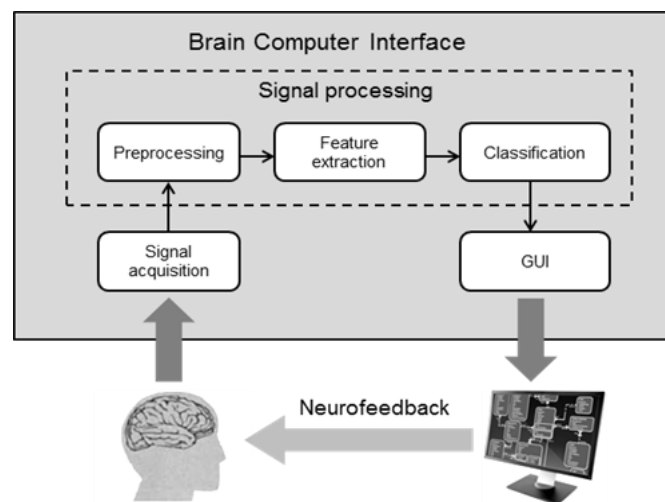 Brain Computer Interface
Signal processing
Preprocessing
Feature
extraction
Classification
Signal
acquisition
GUI
Neurofeedback